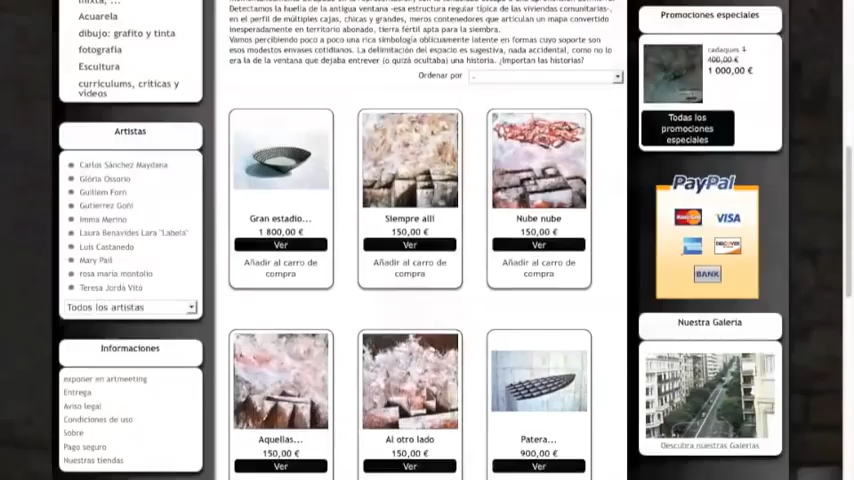 Acuarela
dibujo: grafito y tinta
fotografia
Escultura
curriculums, criticas y
videos
Artistas
Carlos Sánchez Maydana
Gloria Ossorio
Guillem Forn
Gutierrez Goñi
Imma Merino
Laura Benavides Lara "Labela"
Luis Castanedo
Mary Pall
rosa maria montolio
Teresa Jorda Vito
Todos los artistas
Informaciones
exponer en artmeeting
Entrega
Aviso legal
Condiciones de uso
Sobre
Pago seguro
Nuestras tiendas
Detectamos la huella de la antigua ventana -esa estructura regular típica de las viviendas comunitarias-,
en el perfil de múltiples cajas, chicas y grandes, meros contenedores que articulan un mapa convertido
inesperadamente en territorio abonado, tierra fértil apta para la siembra.
Vamos percibiendo poco a poco una rica simbología oblicuamente latente en formas cuyo soporte son
esos modestos envases cotidianos. La delimitación del espacio es sugestiva, nada accidental, como no lo
era la de la ventana que dejaba entrever (o quizá ocultaba) una historia. ¿Importan las historias?
Ordenar por
-
Gran estadio...
1 800,00 €
Ver
Añadir al carro de
compra
Siempre allí
150,00 €
Ver
Añadir al carro de
compra
Nube nube
150,00 €
Ver
Añadir al carro de
compra
Aquellas...
150,00 €
Ver
Al otro lado
150,00 €
Ver
Patera...
900,00 €
Ver
Promociones especiales
cadaques 1
400,00 €
1 000,00 €
Todas los
promociones
especiales
PayPal
MasterCard
VISA
DISCOVER
BANK
Nuestra Galeria
Descubra nuestras Galerias